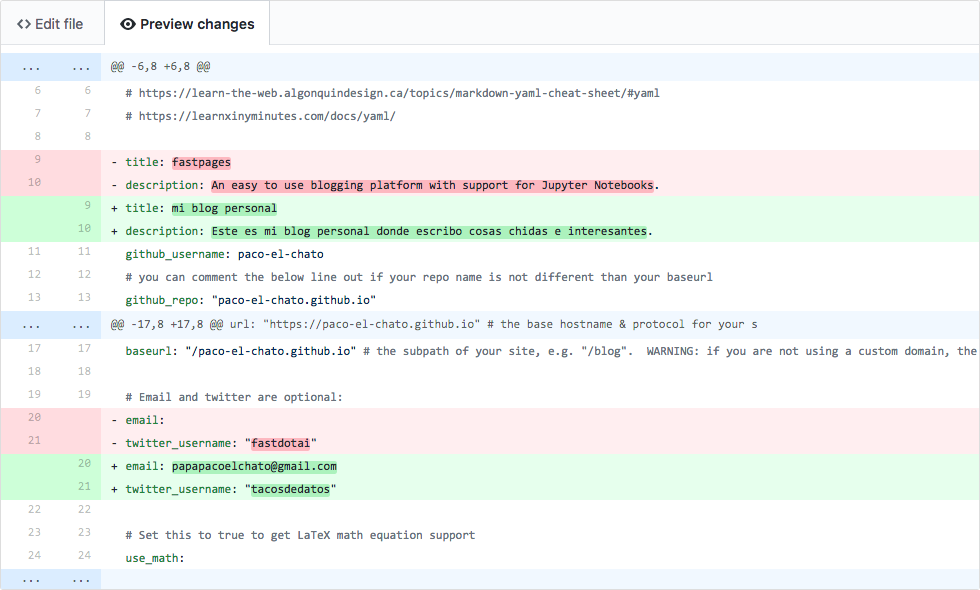 <> Edit file
Preview changes
... ... @@ -6,8 +6,8 @@
6 6 # https://learn-the-web.algonquindesign.ca/topics/markdown-yaml-cheat-sheet/#yaml
7 7 # https://learnxinyminutes.com/docs/yaml/
8 8
9 - title: fastpages
10 - description: An easy to use blogging platform with support for Jupyter Notebooks.
9 + title: mi blog personal
10 + description: Este es mi blog personal donde escribo cosas chidas e interesantes.
11 11 github_username: paco-el-chato
12 12 # you can comment the below line out if your repo name is not different than your baseurl
13 13 github_repo: "paco-el-chato.github.io"
... ... @@ -17,8 +17,8 @@ url: "https://paco-el-chato.github.io" # the base hostname & protocol for your s
17 17 baseurl: "/paco-el-chato.github.io" # the subpath of your site, e.g. "/blog".  WARNING: if you are not using a custom domain, the
18 18
19 19 # Email and twitter are optional:
20 - email:
21 - twitter_username: "fastdotai"
20 + email: papapacoelchato@gmail.com
21 + twitter_username: "tacosdedatos"
22 22
23 23 # Set this to true to get LaTeX math equation support
24 24 use_math:
... ...